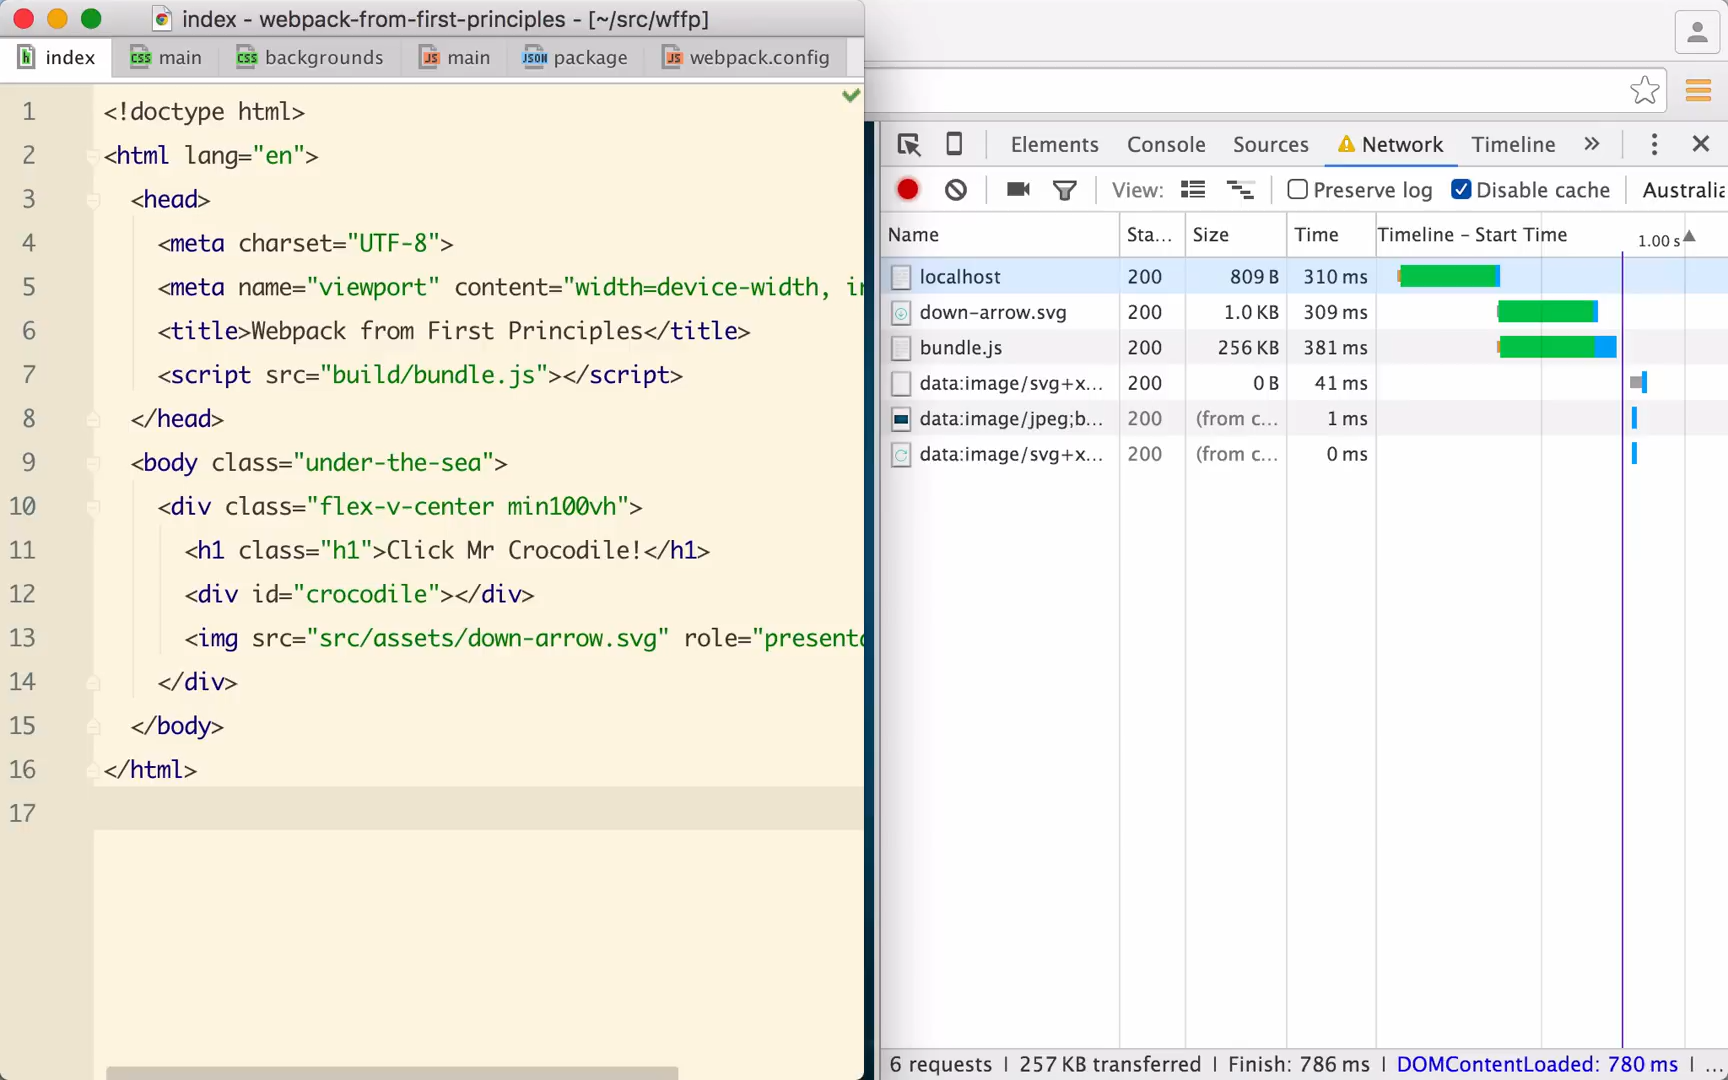 index - webpack-from-first-principles - [~/src/wffp]
index main backgrounds main package webpack.config
1 <!doctype html>
2 <html lang="en">
3 <head>
4 <meta charset="UTF-8">
5 <meta name="viewport" content="width=device-width,
6 <title>Webpack from First Principles</title>
7 <script src="build/bundle.js"></script>
8 </head>
9 <body class="under-the-sea">
10 <div class="flex-v-center min100vh">
11 <h1 class="h1">Click Mr Crocodile!</h1>
12 <div id="crocodile"></div>
13 <img src="src/assets/down-arrow.svg" role="present
14 </div>
15 </body>
16 </html>
17
Elements Console Sources Network Timeline »
View: Preserve log Disable cache Australia
Name Sta... Size Time Timeline – Start Time 1.00 s
localhost 200 809 B 310 ms
down-arrow.svg 200 1.0 KB 309 ms
bundle.js 200 256 KB 381 ms
data:image/svg+x... 200 0 B 41 ms
data:image/jpeg;b... 200 (from c... 1 ms
data:image/svg+x... 200 (from c... 0 ms
6 requests | 257 KB transferred | Finish: 786 ms | DOMContentLoaded: 780 ms | ...